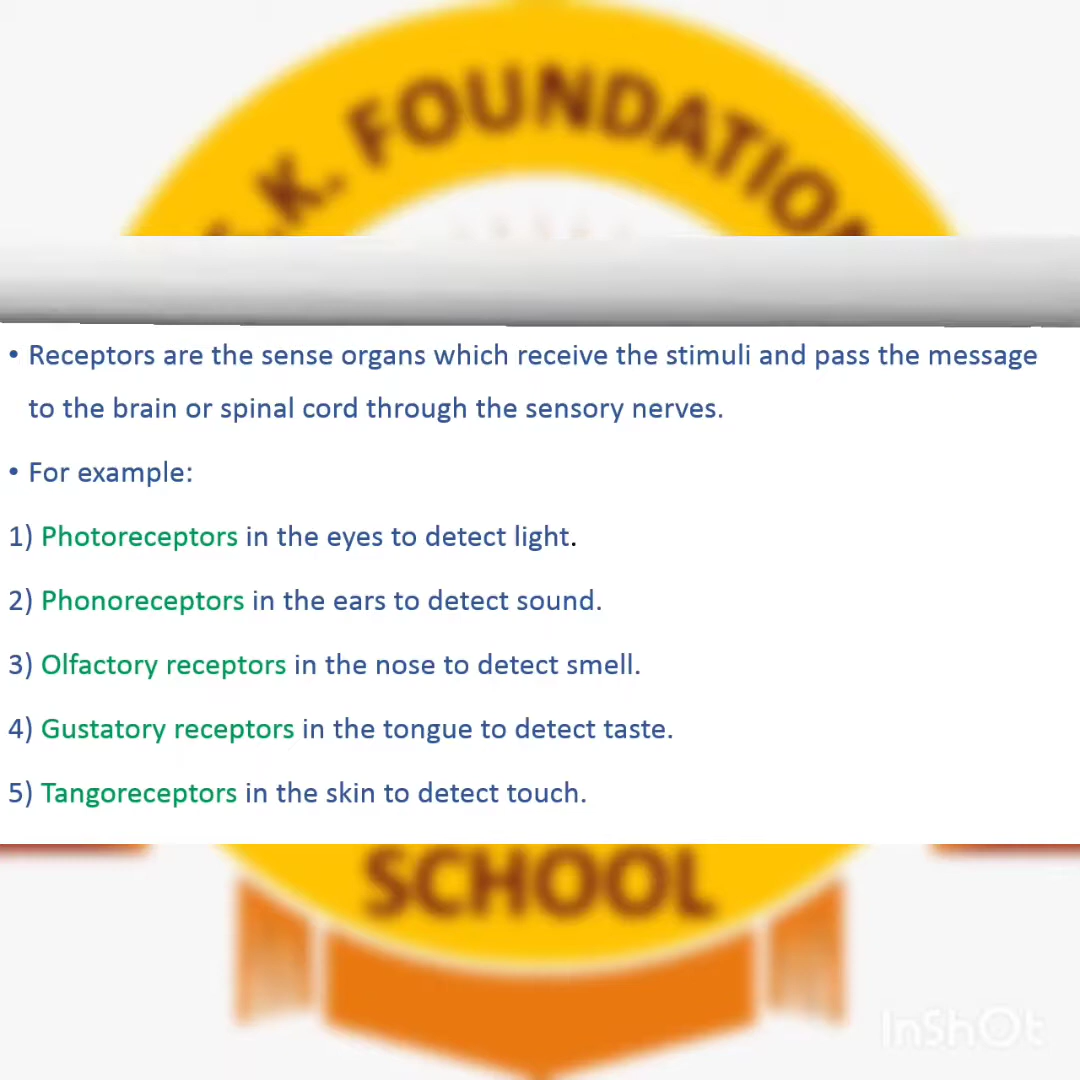 K. FOUNDATION
• Receptors are the sense organs which receive the stimuli and pass the message
to the brain or spinal cord through the sensory nerves.
• For example:
1) Photoreceptors in the eyes to detect light.
2) Phonoreceptors in the ears to detect sound.
3) Olfactory receptors in the nose to detect smell.
4) Gustatory receptors in the tongue to detect taste.
5) Tangoreceptors in the skin to detect touch.
SCHOOL
InShOt